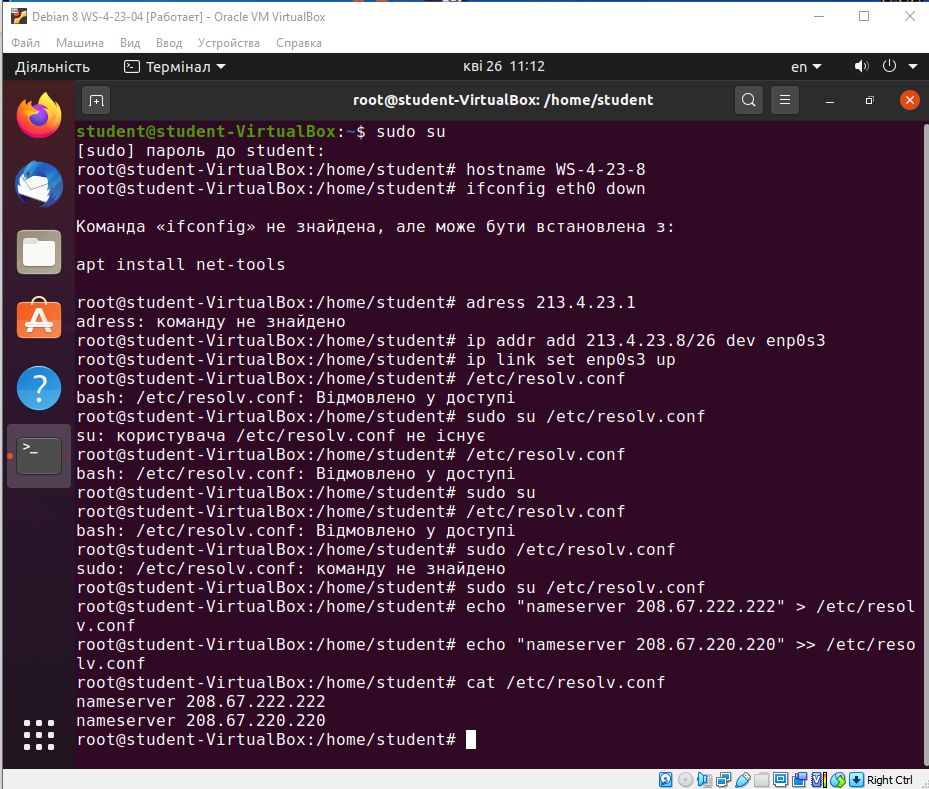 Debian 8 WS-4-23-04 [Работает] - Oracle VM VirtualBox
Файл Машина Вид Ввод Устройства Справка
Діяльність Термінал кві 26 11:12 en
root@student-VirtualBox: /home/student
student@student-VirtualBox:~$ sudo su
[sudo] пароль до student:
root@student-VirtualBox:/home/student# hostname WS-4-23-8
root@student-VirtualBox:/home/student# ifconfig eth0 down
Команда «ifconfig» не знайдена, але може бути встановлена з:
apt install net-tools
root@student-VirtualBox:/home/student# adress 213.4.23.1
adress: команду не знайдено
root@student-VirtualBox:/home/student# ip addr add 213.4.23.8/26 dev enp0s3
root@student-VirtualBox:/home/student# ip link set enp0s3 up
root@student-VirtualBox:/home/student# /etc/resolv.conf
bash: /etc/resolv.conf: Відмовлено у доступі
root@student-VirtualBox:/home/student# sudo su /etc/resolv.conf
su: користувача /etc/resolv.conf не існує
root@student-VirtualBox:/home/student# /etc/resolv.conf
bash: /etc/resolv.conf: Відмовлено у доступі
root@student-VirtualBox:/home/student# sudo su
root@student-VirtualBox:/home/student# /etc/resolv.conf
bash: /etc/resolv.conf: Відмовлено у доступі
root@student-VirtualBox:/home/student# sudo /etc/resolv.conf
sudo: /etc/resolv.conf: команду не знайдено
root@student-VirtualBox:/home/student# sudo su /etc/resolv.conf
root@student-VirtualBox:/home/student# echo "nameserver 208.67.222.222" > /etc/resol
v.conf
root@student-VirtualBox:/home/student# echo "nameserver 208.67.220.220" >> /etc/reso
lv.conf
root@student-VirtualBox:/home/student# cat /etc/resolv.conf
nameserver 208.67.222.222
nameserver 208.67.220.220
root@student-VirtualBox:/home/student#
Right Ctrl